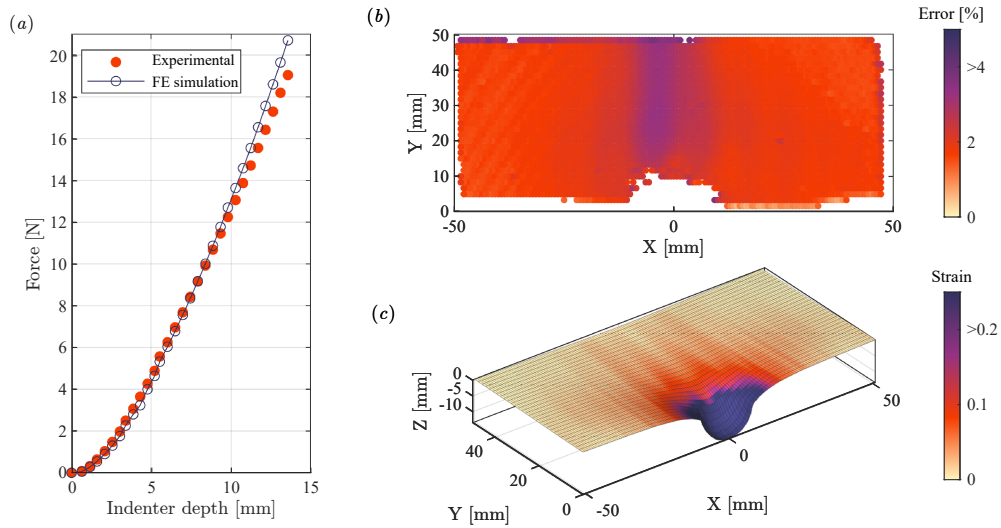 (a)
Force [N]
21
20
18
16
14
12
10
8
6
4
2
0
Experimental
FE simulation
0 5 10 15
Indenter depth [mm]
(b)
Y [mm]
50
40
30
20
10
0
-50 0 50
X [mm]
Error [%]
>4
2
0
(c)
Z [mm]
0
-5
-10
40
20
0
Y [mm]
-50
0
50
X [mm]
Strain
>0.2
0.1
0